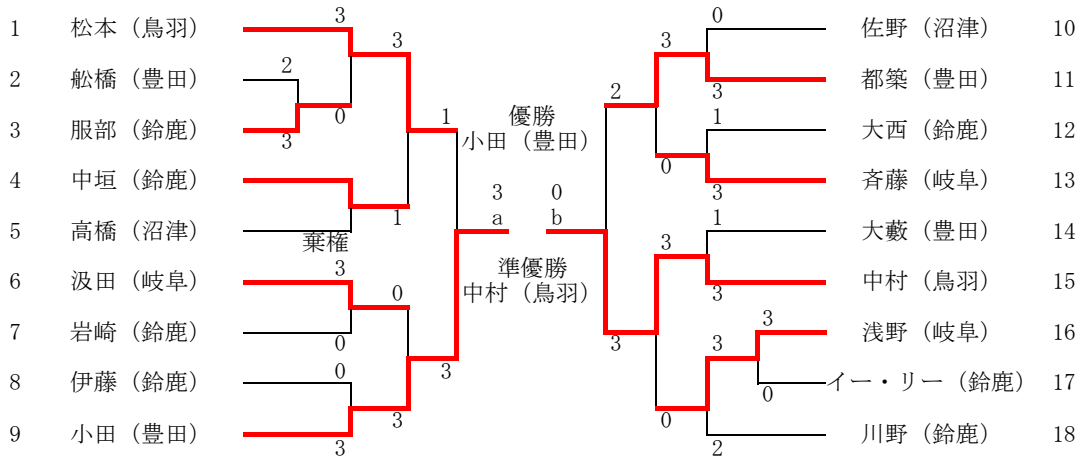 1 松本（鳥羽） 3
2 舩橋（豊田） 2
3 服部（鈴鹿） 3
0
3
4 中垣（鈴鹿）
5 高橋（沼津） 棄権
1
1
6 汲田（岐阜） 3
7 岩崎（鈴鹿） 0
0
8 伊藤（鈴鹿） 0
9 小田（豊田） 3
3
3
優勝
小田（豊田）
3 0
a b
準優勝
中村（鳥羽）
0 佐野（沼津） 10
3 都築（豊田） 11
3
2
1 大西（鈴鹿） 12
3 斉藤（岐阜） 13
0
1 大藪（豊田） 14
3 中村（鳥羽） 15
3
3
3 浅野（岐阜） 16
0 イー・リー（鈴鹿） 17
3
0
2 川野（鈴鹿） 18